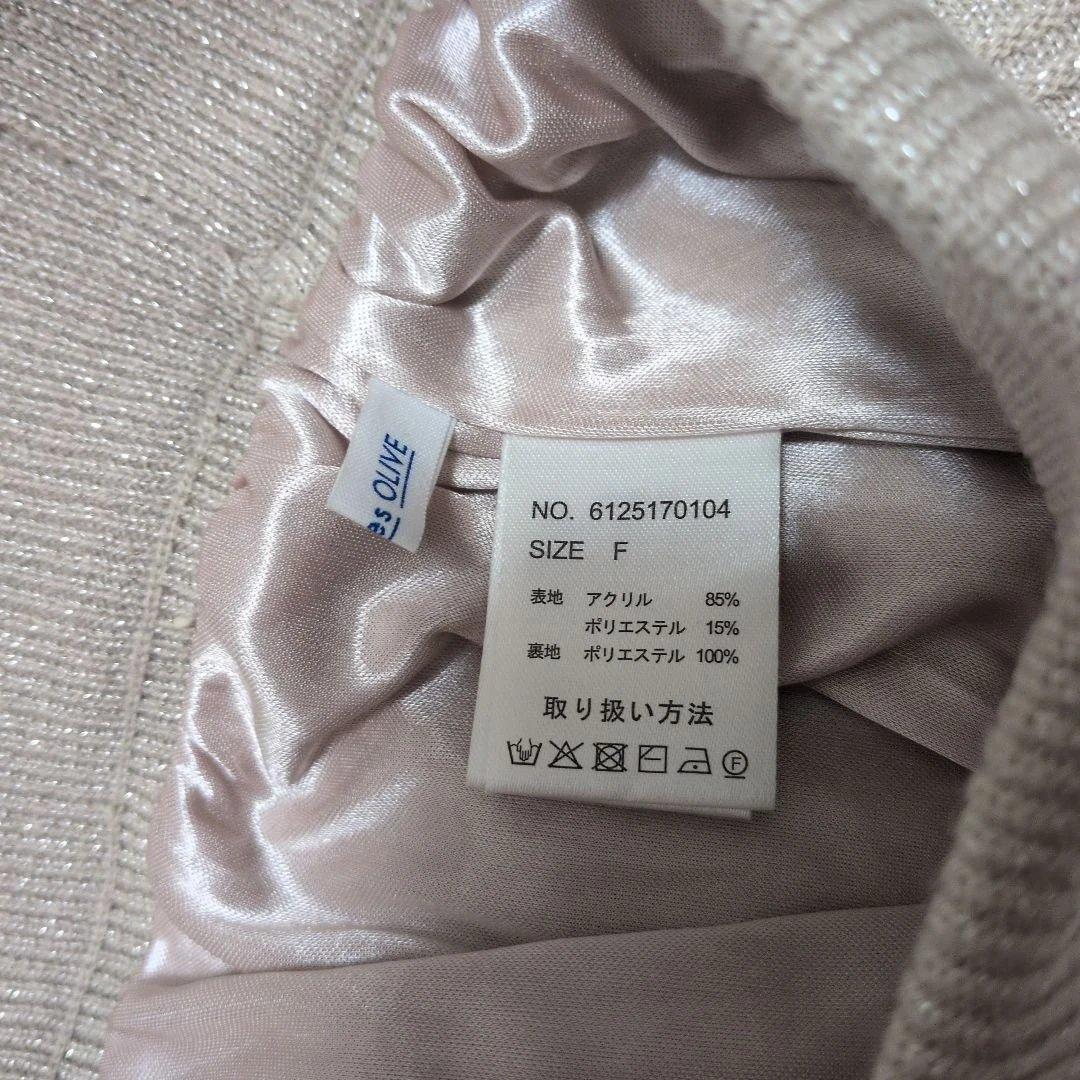 es OLIVE
NO. 6125170104
SIZE F
表地 アクリル 85%
ポリエステル 15%
裏地 ポリエステル 100%
取り扱い方法
F